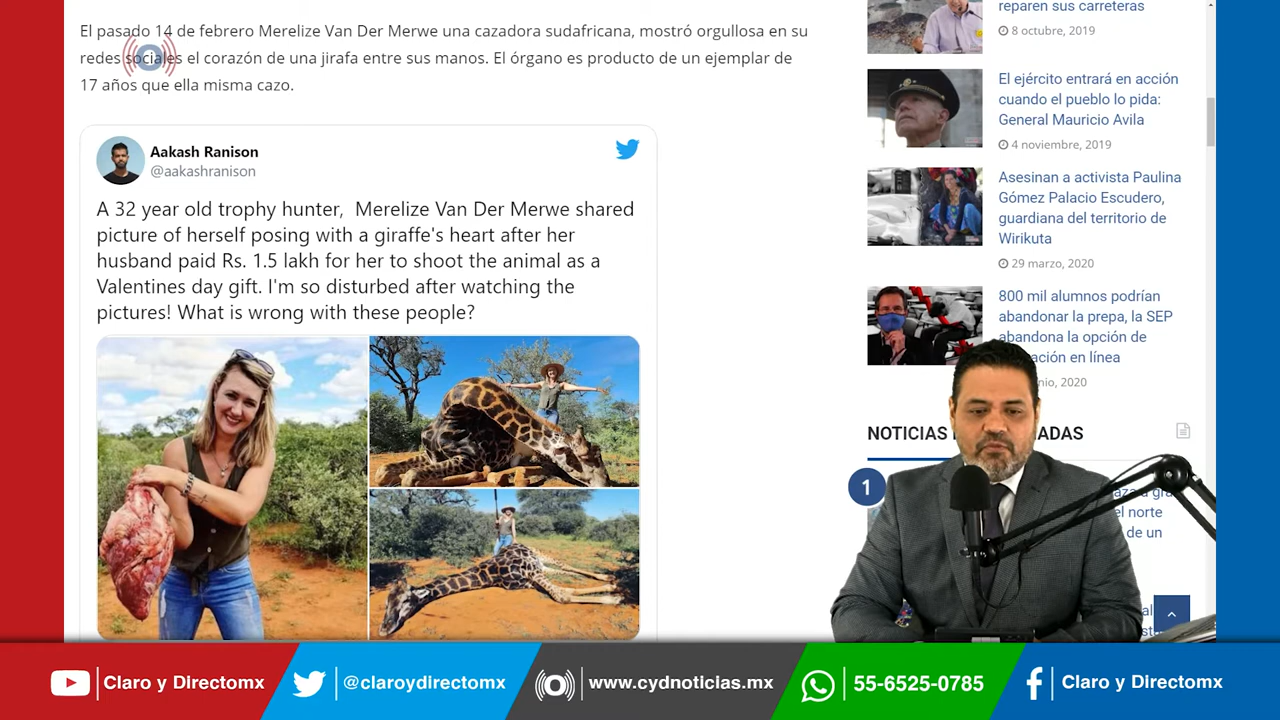 El pasado 14 de febrero Merelize Van Der Merwe una cazadora sudafricana, mostró orgullosa en su
redes sociales el corazón de una jirafa entre sus manos. El órgano es producto de un ejemplar de
17 años que ella misma cazo.
Aakash Ranison
@aakashranison
A 32 year old trophy hunter, Merelize Van Der Merwe shared
picture of herself posing with a giraffe's heart after her
husband paid Rs. 1.5 lakh for her to shoot the animal as a
Valentines day gift. I'm so disturbed after watching the
pictures! What is wrong with these people?
reparen sus carreteras
8 octubre, 2019
El ejército entrará en acción
cuando el pueblo lo pida:
General Mauricio Avila
4 noviembre, 2019
Asesinan a activista Paulina
Gómez Palacio Escudero,
guardiana del territorio de
Wirikuta
29 marzo, 2020
800 mil alumnos podrían
abandonar la prepa, la SEP
abandona la opción de
en línea
2020
NOTICIAS
1
el norte
de un
Claro y Directomx
@claroydirectomx
www.cydnoticias.mx
55-6525-0785
Claro y Directomx